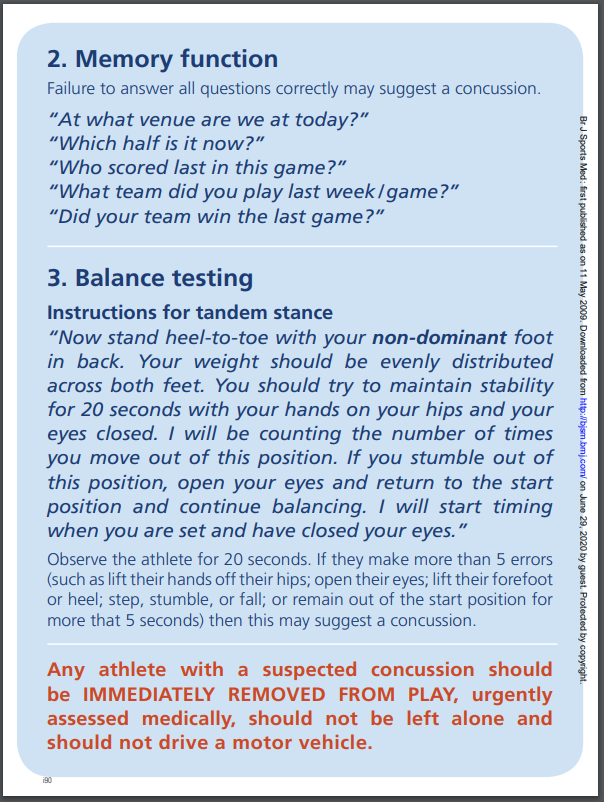 2. Memory function
Failure to answer all questions correctly may suggest a concussion.
“At what venue are we at today?”
“Which half is it now?”
“Who scored last in this game?”
“What team did you play last week / game?”
“Did your team win the last game?”
3. Balance testing
Instructions for tandem stance
“Now stand heel-to-toe with your non-dominant foot
in back. Your weight should be evenly distributed
across both feet. You should try to maintain stability
for 20 seconds with your hands on your hips and your
eyes closed. I will be counting the number of times
you move out of this position. If you stumble out of
this position, open your eyes and return to the start
position and continue balancing. I will start timing
when you are set and have closed your eyes.”
Observe the athlete for 20 seconds. If they make more than 5 errors
(such as lift their hands off their hips; open their eyes; lift their forefoot
or heel; step, stumble, or fall; or remain out of the start position for
more that 5 seconds) then this may suggest a concussion.
Any athlete with a suspected concussion should
be IMMEDIATELY REMOVED FROM PLAY, urgently
assessed medically, should not be left alone and
should not drive a motor vehicle.
i90
Br J Sports Med: first published as on 11 May 2009. Downloaded from http://bjsm.bmj.com/ on June 29, 2020 by guest. Protected by copyright.